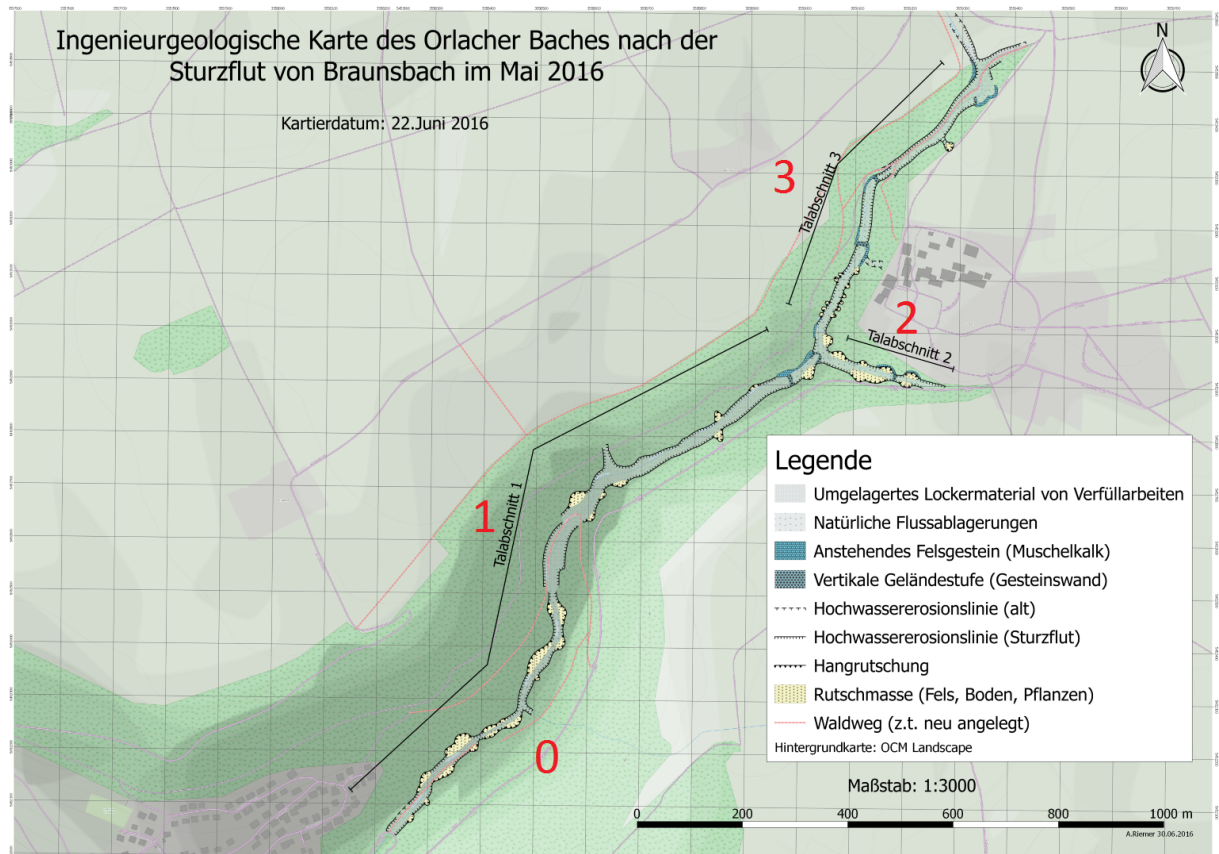 Ingenieurgeologische Karte des Orlacher Baches nach der
Sturzflut von Braunsbach im Mai 2016
Kartierdatum: 22.Juni 2016
N
3
Talabschnitt 3
2
Talabschnitt 2
1
Talabschnitt 1
0
Legende
Umgelagertes Lockermaterial von Verfüllarbeiten
Natürliche Flussablagerungen
Anstehendes Felsgestein (Muschelkalk)
Vertikale Geländestufe (Gesteinswand)
Hochwassererosionslinie (alt)
Hochwassererosionslinie (Sturzflut)
Hangrutschung
Rutschmasse (Fels, Boden, Pflanzen)
Waldweg (z.t. neu angelegt)
Hintergrundkarte: OCM Landscape
Maßstab: 1:3000
0 200 400 600 800 1000 m
A.Riemer 30.06.2016